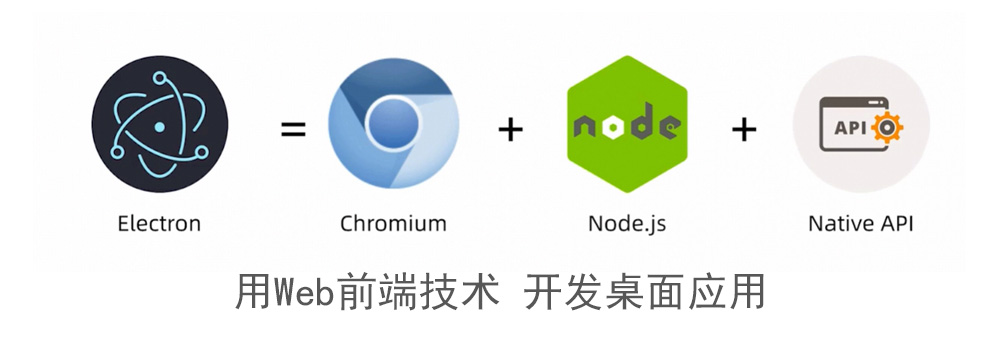 = + node + API
Electron Chromium Node.js Native API
用Web前端技术 开发桌面应用